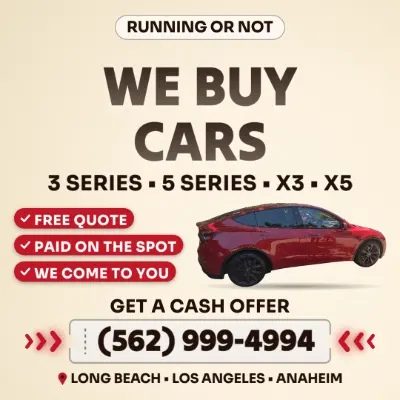 RUNNING OR NOT
WE BUY
CARS
3 SERIES ▪ 5 SERIES ▪ X3 ▪ X5
FREE QUOTE
PAID ON THE SPOT
WE COME TO YOU
GET A CASH OFFER
(562) 999-4994
LONG BEACH ▪ LOS ANGELES ▪ ANAHEIM